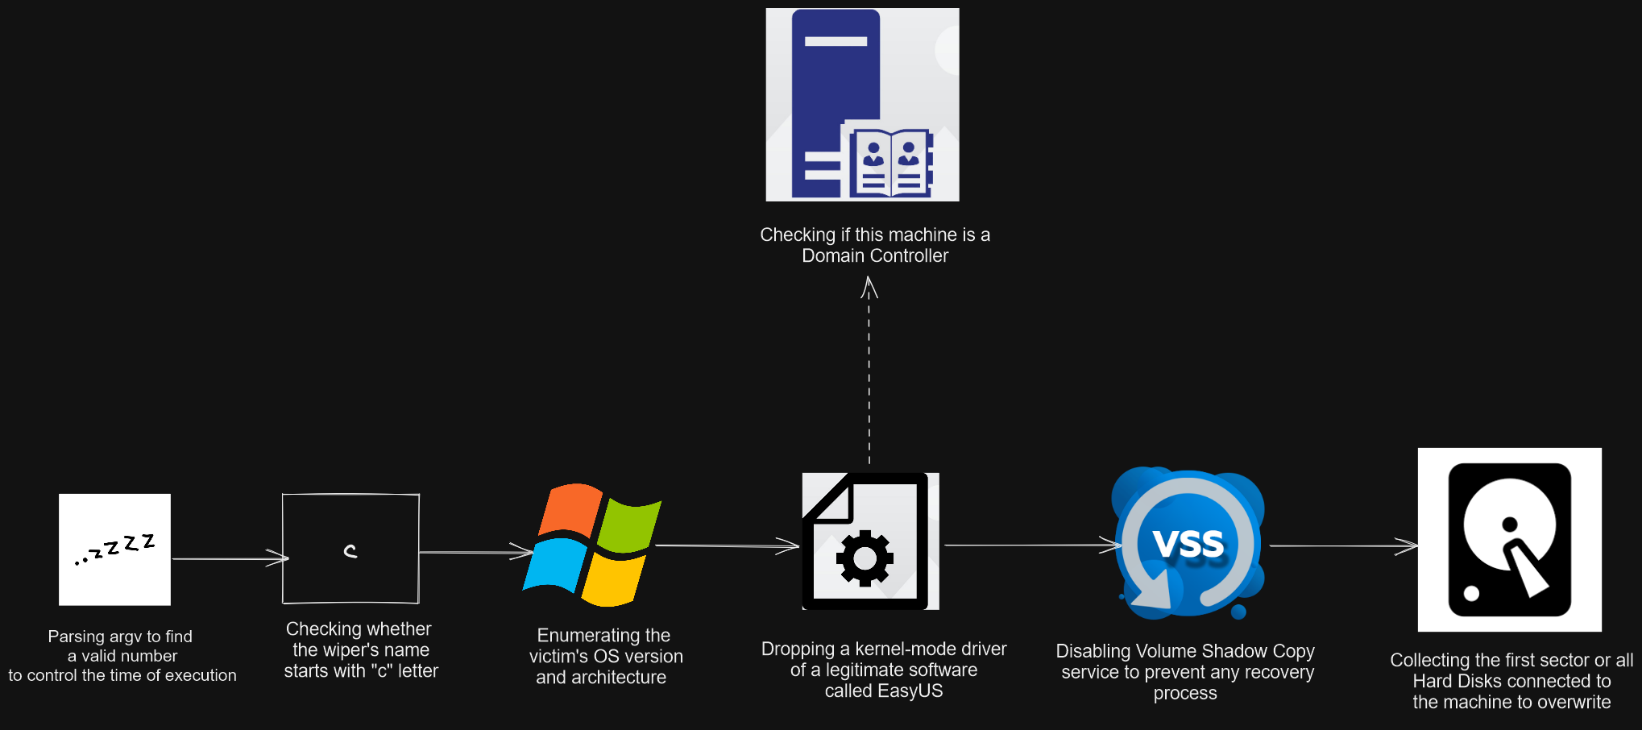 Checking if this machine is a
Domain Controller
..zzzz
c
VSS
Parsing argv to find
a valid number
to control the time of execution
Checking whether
the wiper's name
starts with "c" letter
Enumerating the
victim's OS version
and architecture
Dropping a kernel-mode driver
of a legitimate software
called EasyUS
Disabling Volume Shadow Copy
service to prevent any recovery
process
Collecting the first sector or all
Hard Disks connected to
the machine to overwrite